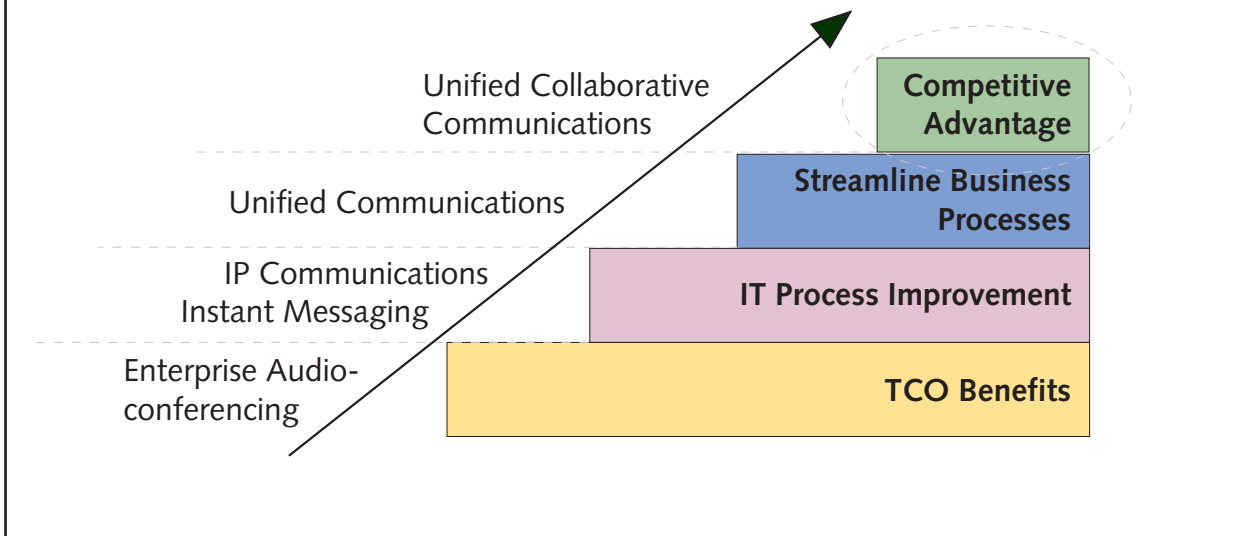 Unified Collaborative
Communications
Competitive
Advantage
Unified Communications
Streamline Business
Processes
IP Communications
Instant Messaging
IT Process Improvement
Enterprise Audio-
conferencing
TCO Benefits